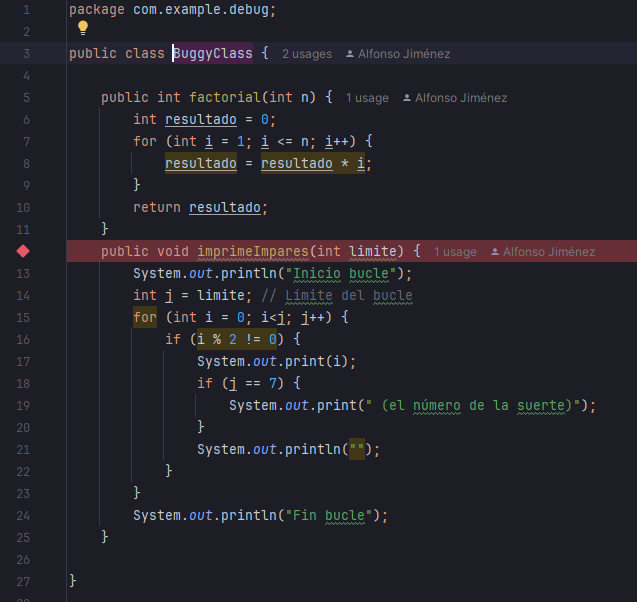 1 package com.example.debug;
2
3 public class BuggyClass { 2 usages Alfonso Jiménez
4
5 public int factorial(int n) { 1 usage Alfonso Jiménez
6 int resultado = 0;
7 for (int i = 1; i <= n; i++) {
8 resultado = resultado * i;
9 }
10 return resultado;
11 }
public void imprimeImpares(int limite) { 1 usage Alfonso Jiménez
13 System.out.println("Inicio bucle");
14 int j = limite; // Límite del bucle
15 for (int i = 0; i<j; j++) {
16 if (i % 2 != 0) {
17 System.out.print(i);
18 if (j == 7) {
19 System.out.print(" (el número de la suerte)");
20 }
21 System.out.println("");
22 }
23 }
24 System.out.println("Fin bucle");
25 }
26
27 }